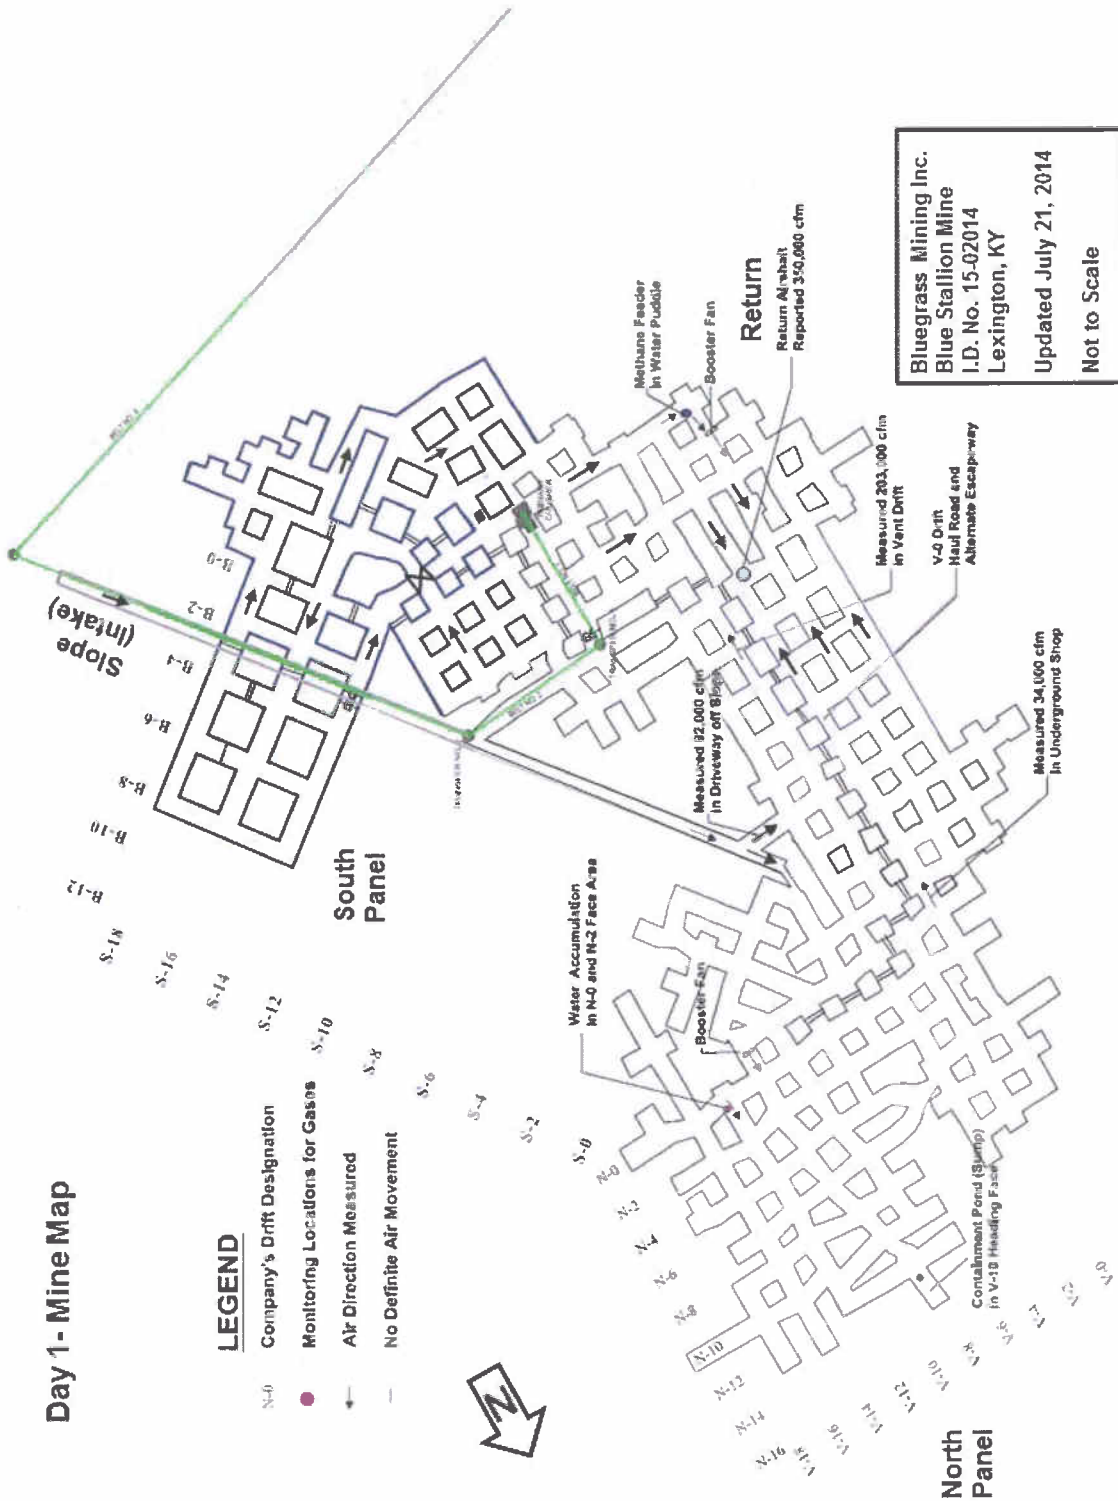 Day 1 - Mine Map
LEGEND
N-0 Company's Drift Designation
Monitoring Locations for Gases
Air Direction Measured
No Definite Air Movement
N
Slope
(Intake)
South
Panel
North
Panel
B-0
B-2
B-4
B-6
B-8
B-10
B-12
S-18
S-16
S-14
S-12
S-10
S-8
S-6
S-4
S-2
S-0
N-0
N-2
N-4
N-6
N-8
N-10
N-12
N-14
N-16
V-18
V-16
V-14
V-12
V-10
V-8
V-6
V-4
V-2
V-0
Water Accumulation
in N-0 and N-2 Face Area
Booster Fan
Measured 92,000 cfm
in Driveway off Slope
Methane Feeder
in Water Puddle
Booster Fan
Return
Return Airshaft
Reported 350,000 cfm
Measured 203,000 cfm
in Vent Drift
V-0 Drift
Haul Road and
Alternate Escapeway
Measured 34,000 cfm
in Underground Shop
Containment Pond (Sump)
in V-10 Heading Face
Bluegrass Mining Inc.
Blue Stallion Mine
I.D. No. 15-02014
Lexington, KY
Updated July 21, 2014
Not to Scale